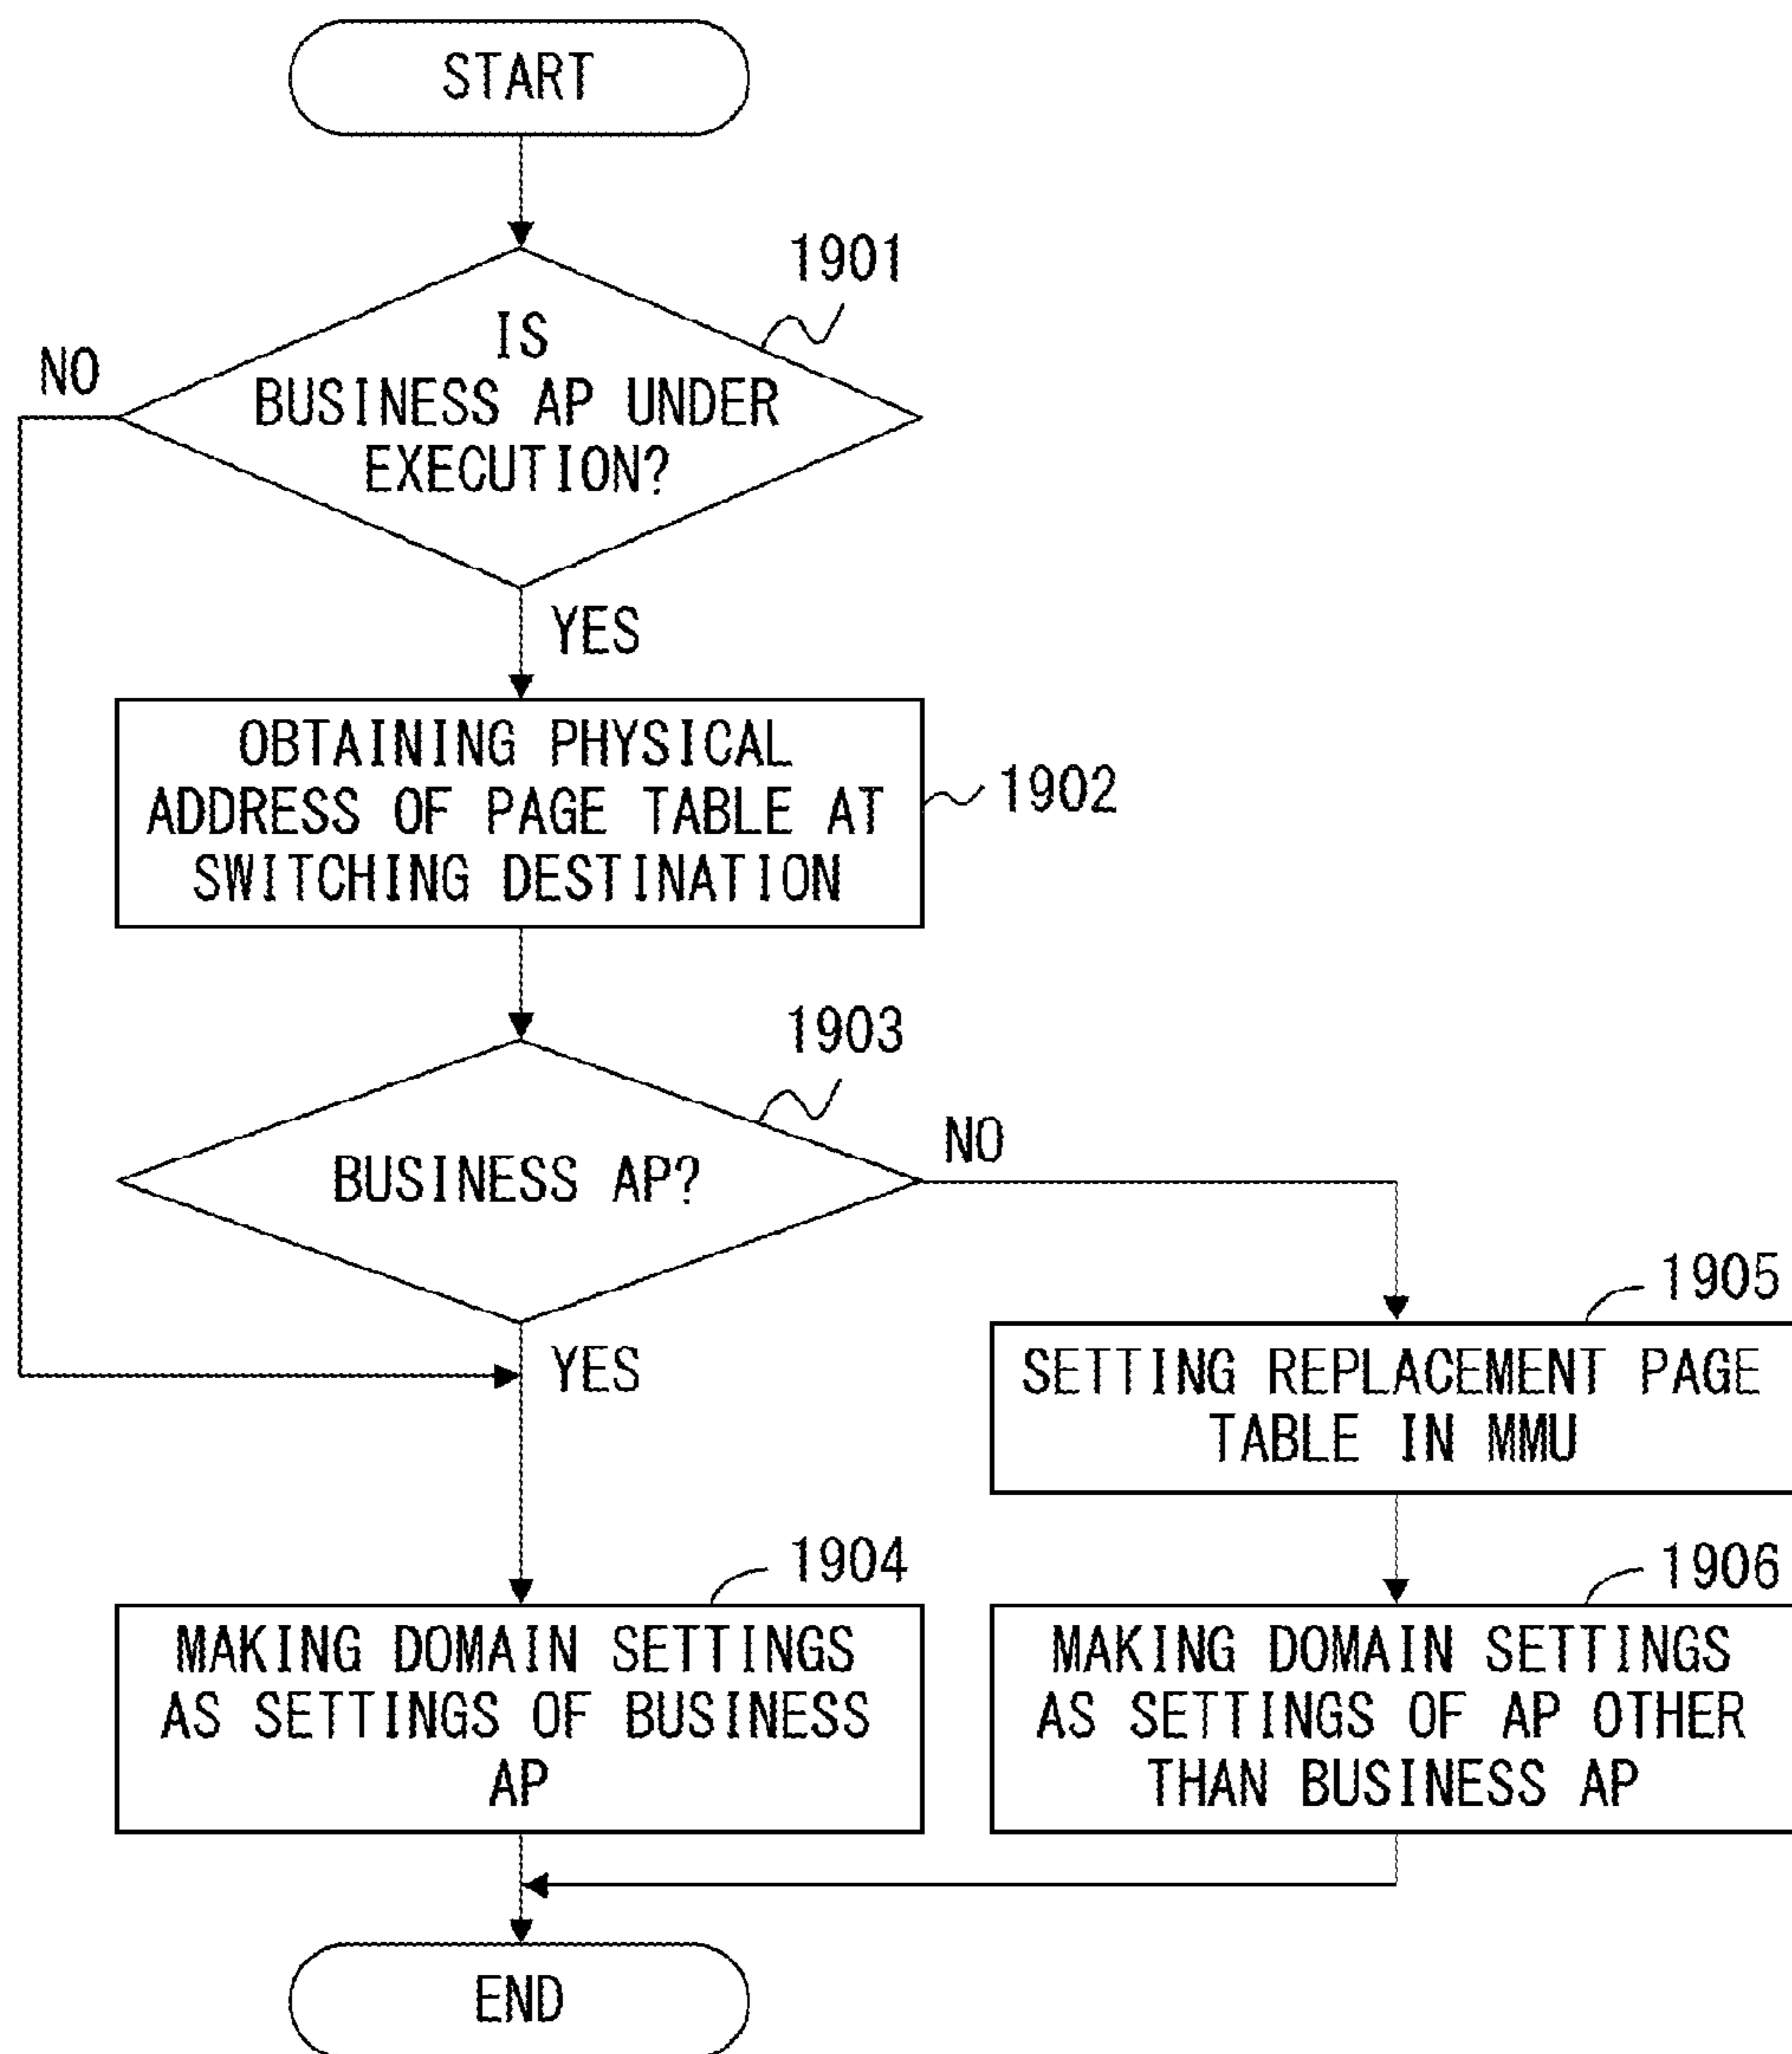 START
1901
IS
BUSINESS AP UNDER
EXECUTION?
NO
YES
OBTAINING PHYSICAL
ADDRESS OF PAGE TABLE AT
SWITCHING DESTINATION
1902
1903
BUSINESS AP?
NO
YES
1905
SETTING REPLACEMENT PAGE
TABLE IN MMU
1904
MAKING DOMAIN SETTINGS
AS SETTINGS OF BUSINESS
AP
1906
MAKING DOMAIN SETTINGS
AS SETTINGS OF AP OTHER
THAN BUSINESS AP
END